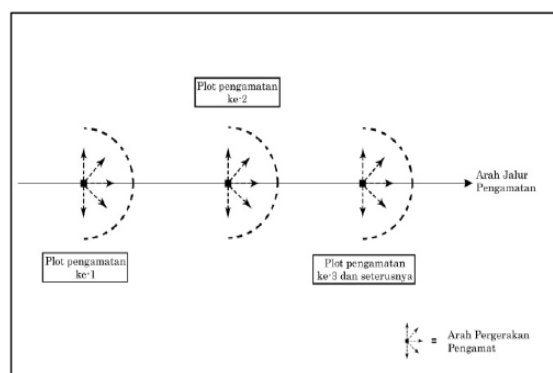 Plot pengamatan
ke-2
Arah Jalur
Pengamatan
Plot pengamatan
ke-1
Plot pengamatan
ke-3 dan seterusnya
= Arah Pergerakan
Pengamat